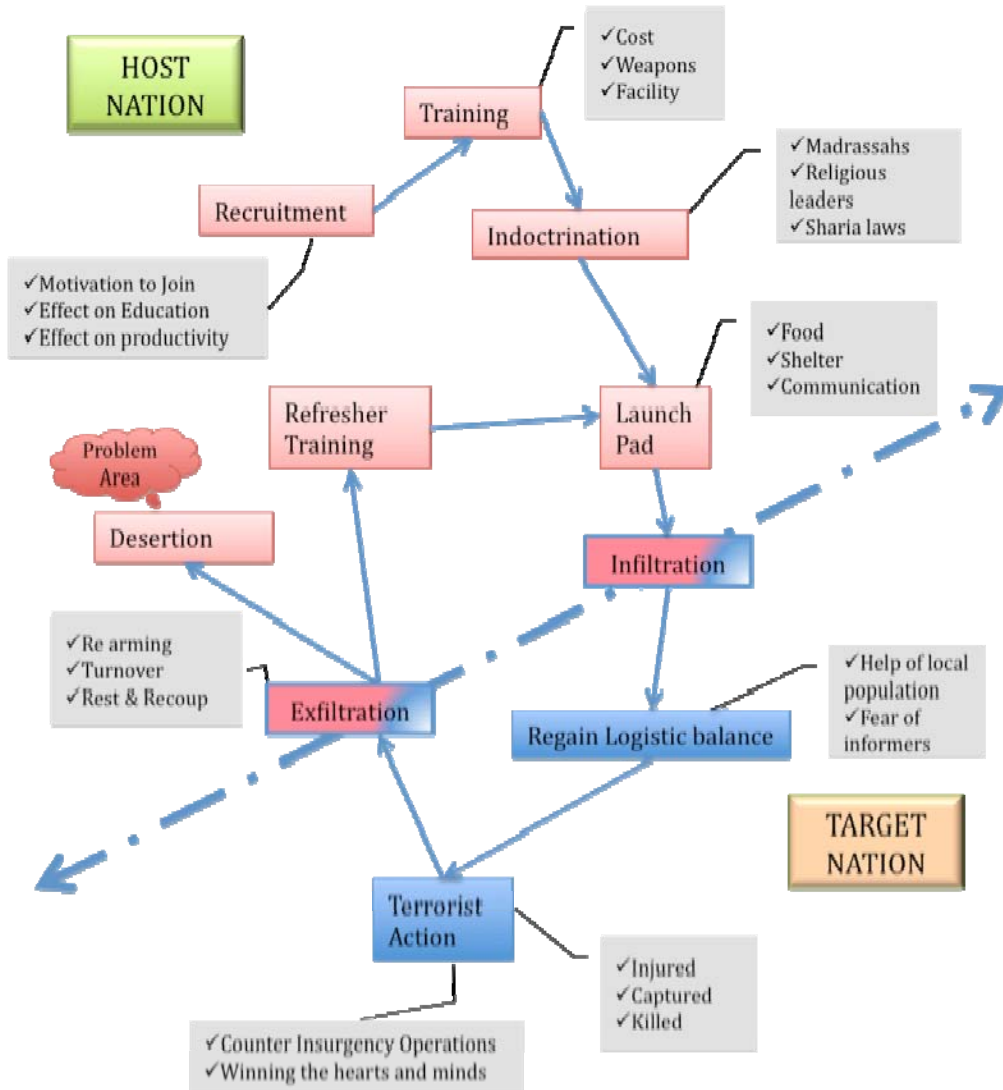 HOST
NATION
✓Cost
✓Weapons
✓Facility
Training
✓Madrassahs
✓Religious
leaders
✓Sharia laws
Recruitment
Indoctrination
✓Motivation to Join
✓Effect on Education
✓Effect on productivity
✓Food
✓Shelter
✓Communication
Refresher
Training
Launch
Pad
Problem
Area
Desertion
Infiltration
✓Re arming
✓Turnover
✓Rest & Recoup
Exfiltration
✓Help of local
population
✓Fear of
informers
Regain Logistic balance
TARGET
NATION
Terrorist
Action
✓Injured
✓Captured
✓Killed
✓Counter Insurgency Operations
✓Winning the hearts and minds